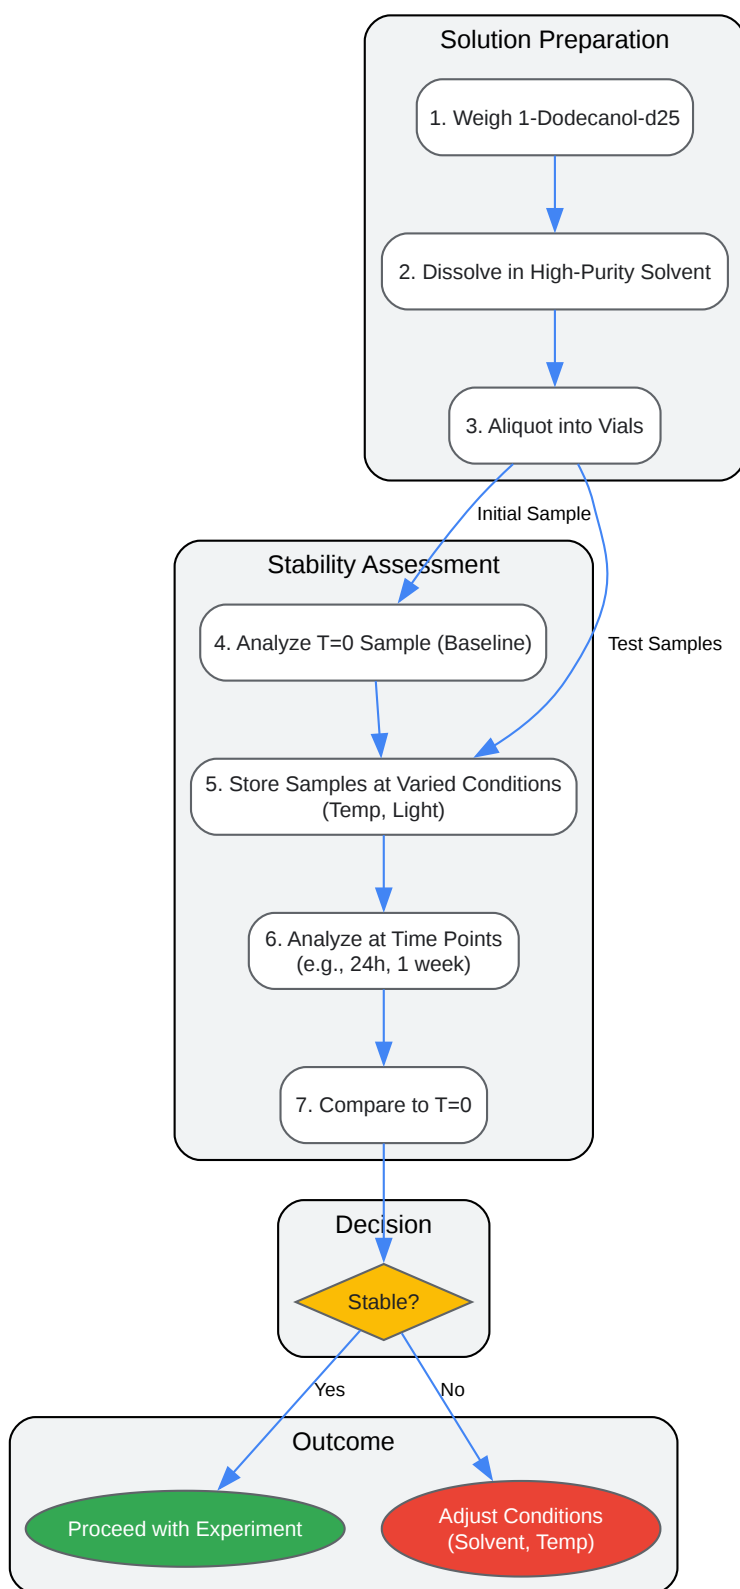 Solution Preparation
1. Weigh 1-Dodecanol-d25
2. Dissolve in High-Purity Solvent
3. Aliquot into Vials
Initial Sample
Stability Assessment
4. Analyze T=0 Sample (Baseline)
Test Samples
5. Store Samples at Varied Conditions
(Temp, Light)
6. Analyze at Time Points
(e.g., 24h, 1 week)
7. Compare to T=0
Decision
Stable?
Yes
No
Outcome
Proceed with Experiment
Adjust Conditions
(Solvent, Temp)